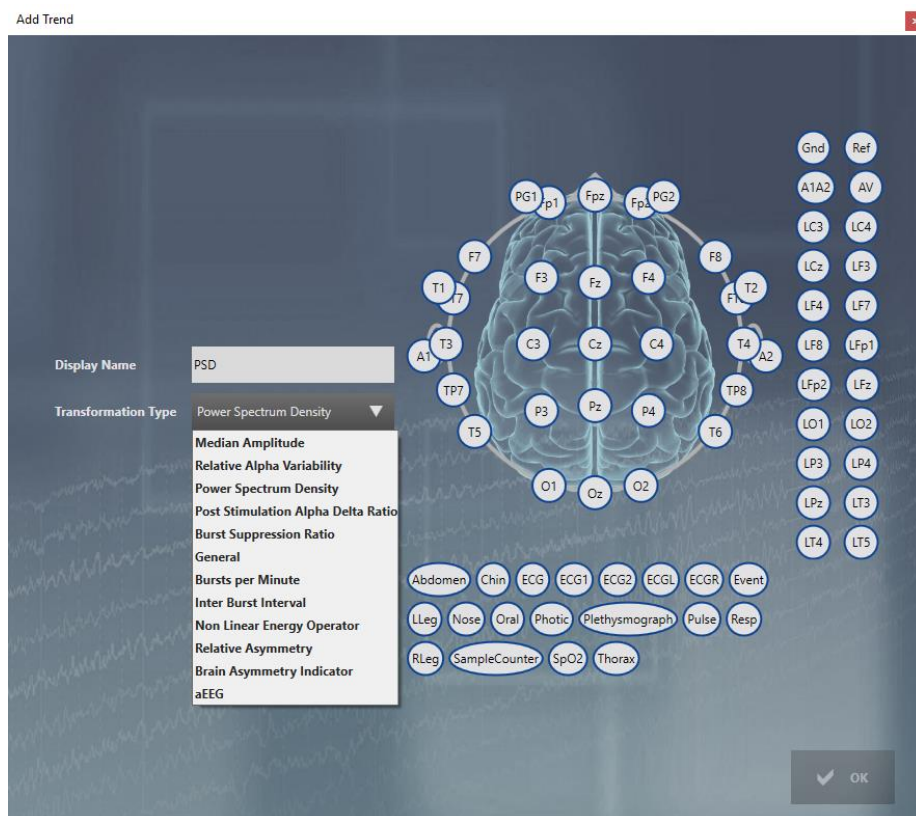 Add Trend
x
Gnd Ref
A1A2 AV
PG1 Fp1 Fpz Fp2 PG2
LC3 LC4
F7 F8
LCz LF3
F3 Fz F4
T1 T7 T2
LF4 LF7
A1 T3 C3 Cz C4 T4 A2
LF8 LFp1
Display Name PSD
TP7 TP8
LFp2 LFz
Transformation Type Power Spectrum Density
P3 Pz P4
LO1 LO2
T5 T6
Median Amplitude
Relative Alpha Variability
LP3 LP4
Power Spectrum Density
O1 Oz O2
LPz LT3
Post Stimulation Alpha Delta Ratio
Burst Suppression Ratio
LT4 LT5
General
Bursts per Minute
Abdomen Chin ECG ECG1 ECG2 ECGL ECGR Event
Inter Burst Interval
LLeg Nose Oral Photic Plethysmograph Pulse Resp
Non Linear Energy Operator
Relative Asymmetry
RLeg SampleCounter SpO2 Thorax
Brain Asymmetry Indicator
aEEG
OK